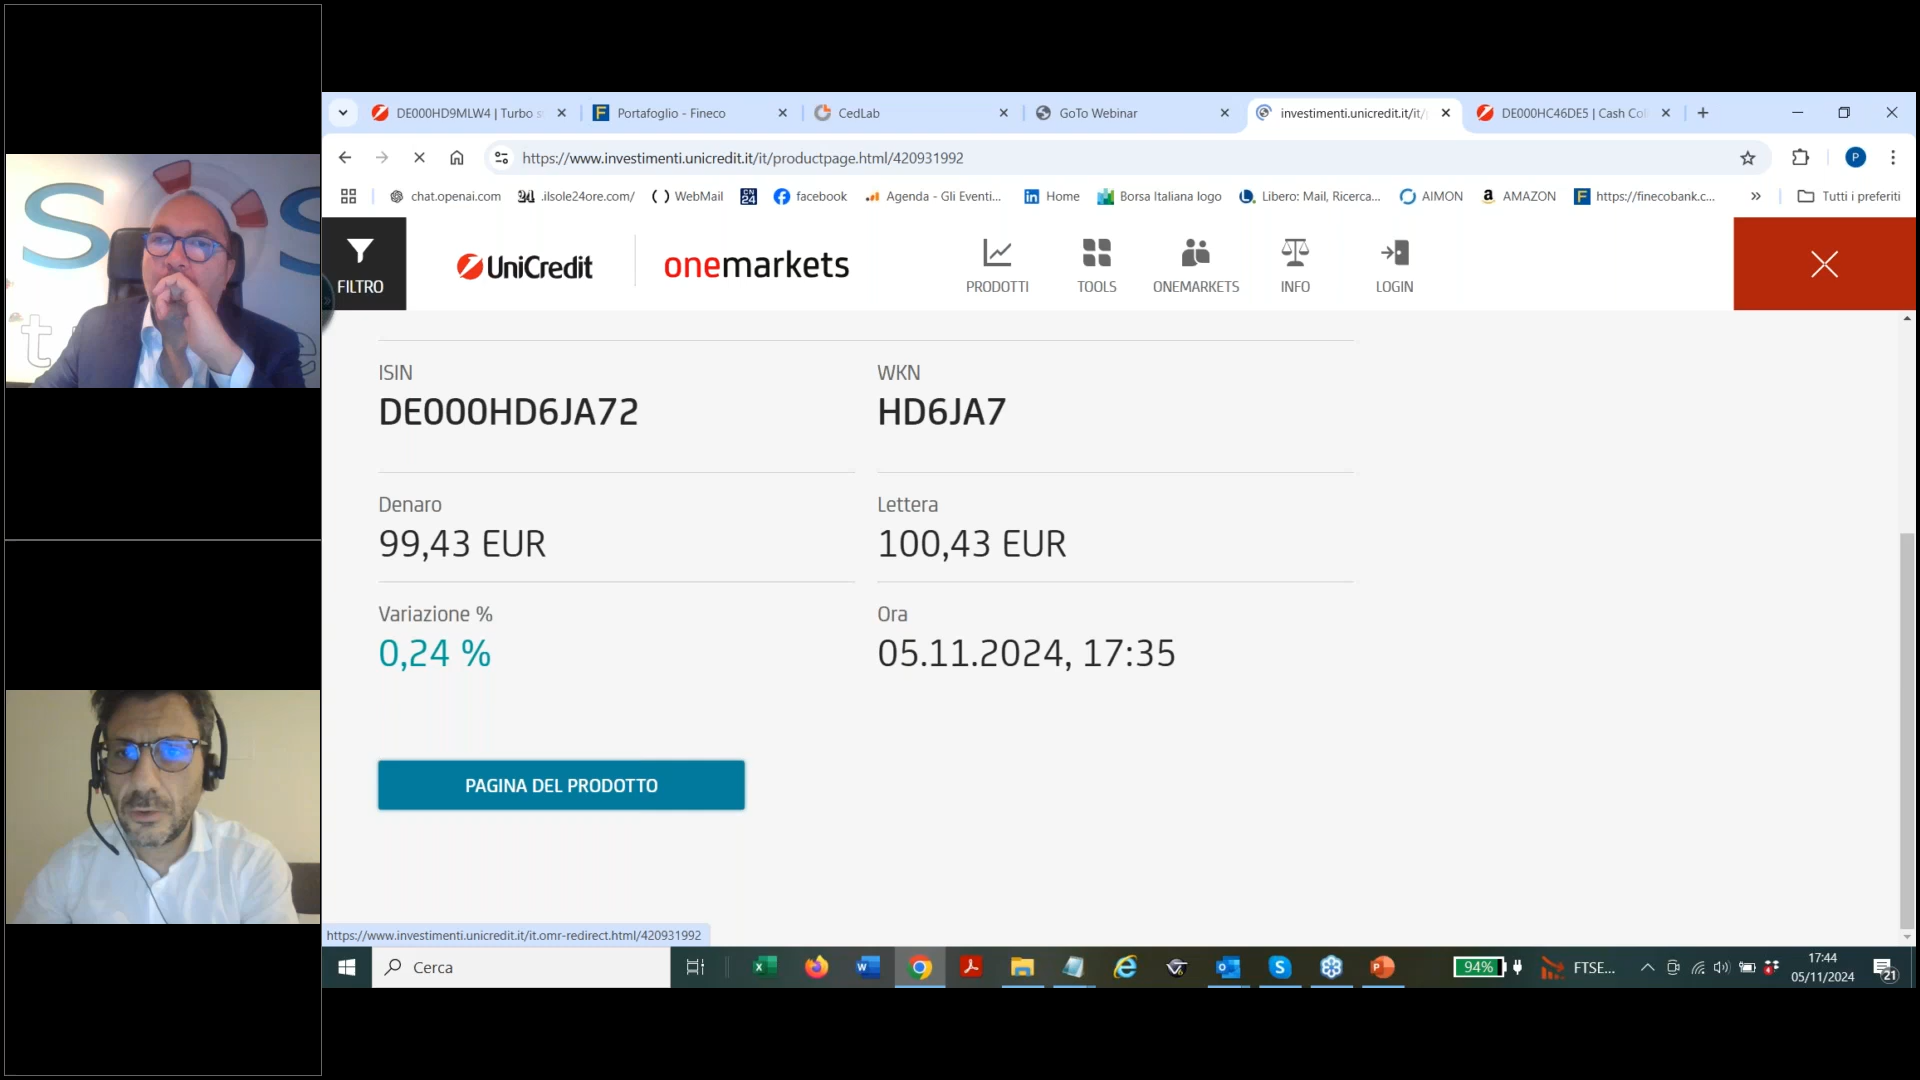 DE000HD9MLW4 | Turbo s
Portafoglio - Fineco
CedLab
GoTo Webinar
investimenti.unicredit.it/it/p
DE000HC46DE5 | Cash Col
https://www.investimenti.unicredit.it/it/productpage.html/420931992
P
chat.openai.com
24
.ilsole24ore.com/
WebMail
CN
24
facebook
Agenda - Gli Eventi...
Home
Borsa Italiana logo
Libero: Mail, Ricerca...
AIMON
AMAZON
https://finecobank.c...
»
Tutti i preferiti
FILTRO
UniCredit
onemarkets
PRODOTTI
TOOLS
ONEMARKETS
INFO
LOGIN
ISIN
DE000HD6JA72
WKN
HD6JA7
Denaro
99,43 EUR
Lettera
100,43 EUR
Variazione %
0,24 %
Ora
05.11.2024, 17:35
PAGINA DEL PRODOTTO
https://www.investimenti.unicredit.it/it.omr-redirect.html/420931992
Cerca
94%
FTSE...
17:44
05/11/2024
21